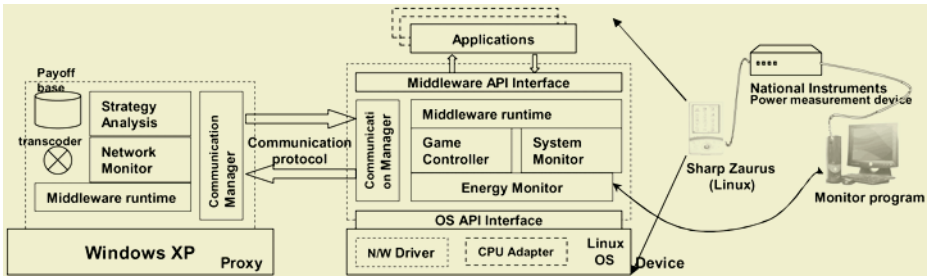 Applications
Payoff
base
Strategy
Analysis
transcoder
Network
Monitor
Middleware runtime
Communication
Manager
Windows XP
Proxy
Communication
protocol
Middleware API Interface
Communicati
on Manager
Middleware runtime
Game
Controller
System
Monitor
Energy Monitor
OS API Interface
N/W Driver
CPU Adapter
Linux
OS
Device
National Instruments
Power measurement device
Sharp Zaurus
(Linux)
Monitor program